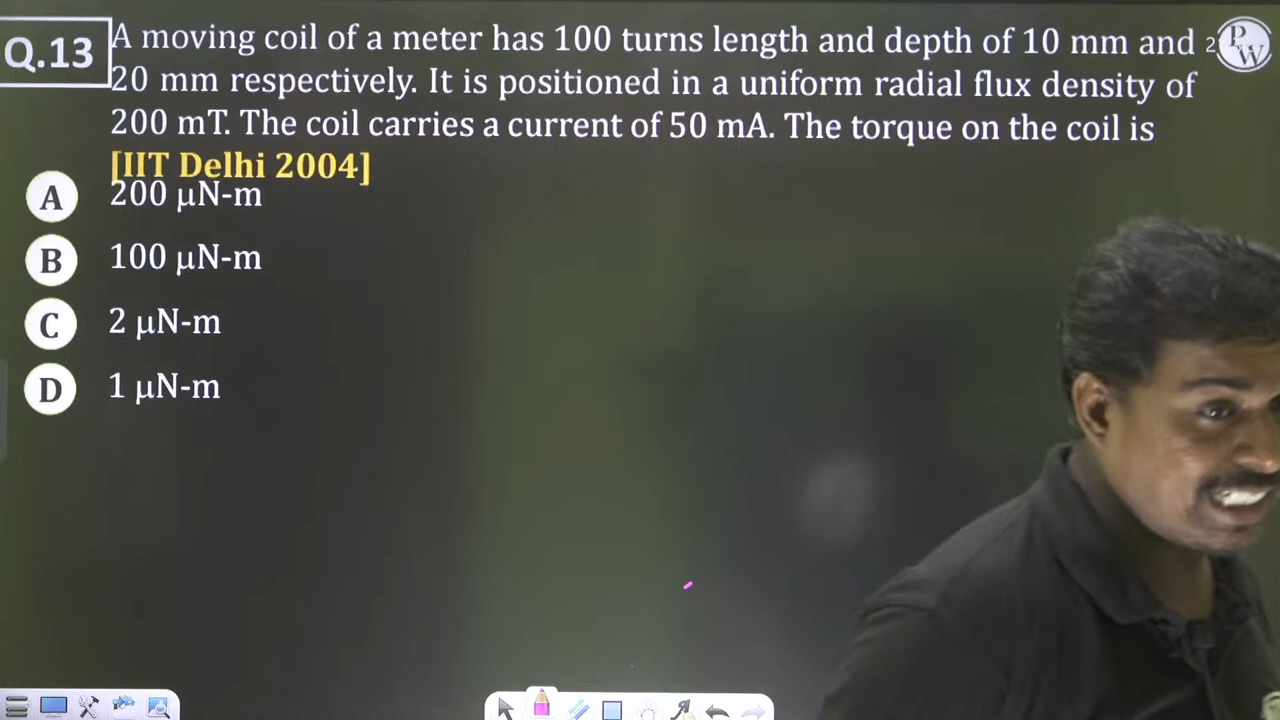 Q.13
A moving coil of a meter has 100 turns length and depth of 10 mm and
20 mm respectively. It is positioned in a uniform radial flux density of
200 mT. The coil carries a current of 50 mA. The torque on the coil is
[IIT Delhi 2004]
A 200 μN-m
B 100 μN-m
C 2 μN-m
D 1 μN-m
PW